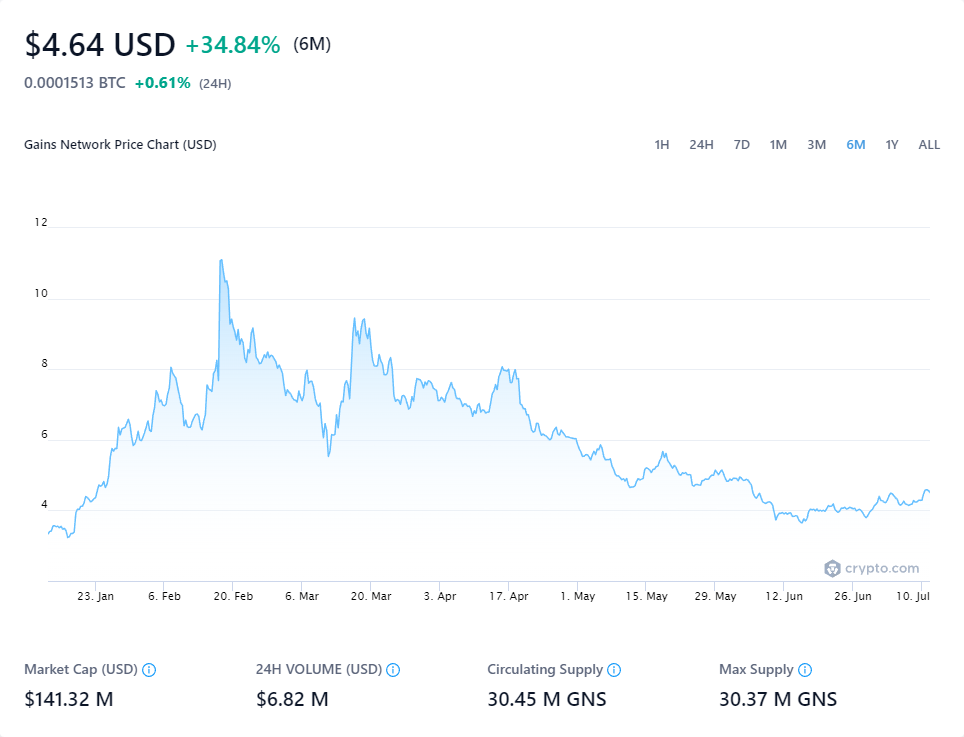 $4.64 USD +34.84% (6M)
0.0001513 BTC +0.61% (24H)
Gains Network Price Chart (USD) 1H 24H 7D 1M 3M 6M 1Y ALL
12
10
8
6
4
crypto.com
23. Jan 6. Feb 20. Feb 6. Mar 20. Mar 3. Apr 17. Apr 1. May 15. May 29. May 12. Jun 26. Jun 10. Jul
Market Cap (USD) 24H VOLUME (USD) Circulating Supply Max Supply
$141.32 M $6.82 M 30.45 M GNS 30.37 M GNS